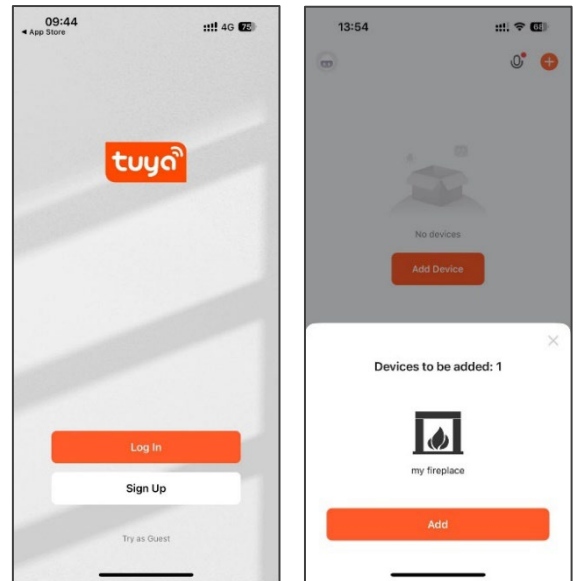 09:44
◀ App Store
4G 75
tuya
Log In
Sign Up
Try as Guest
13:54
68
No devices
Add Device
Devices to be added: 1
my fireplace
Add